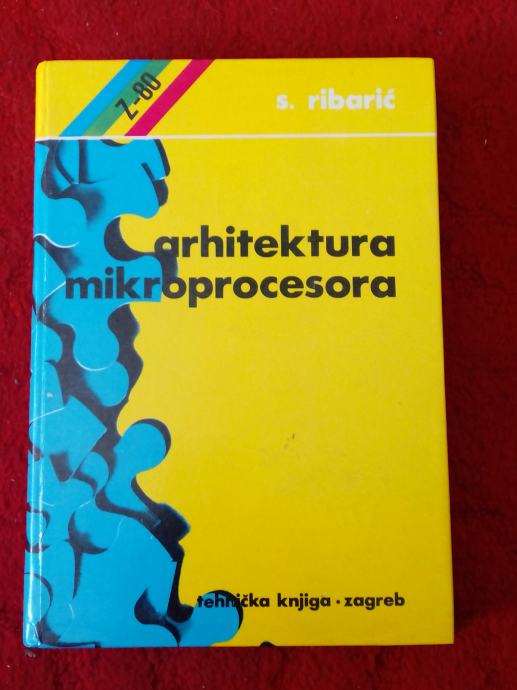 Z-80
s. ribarić
arhitektura
mikroprocesora
tehnička knjiga • zagreb